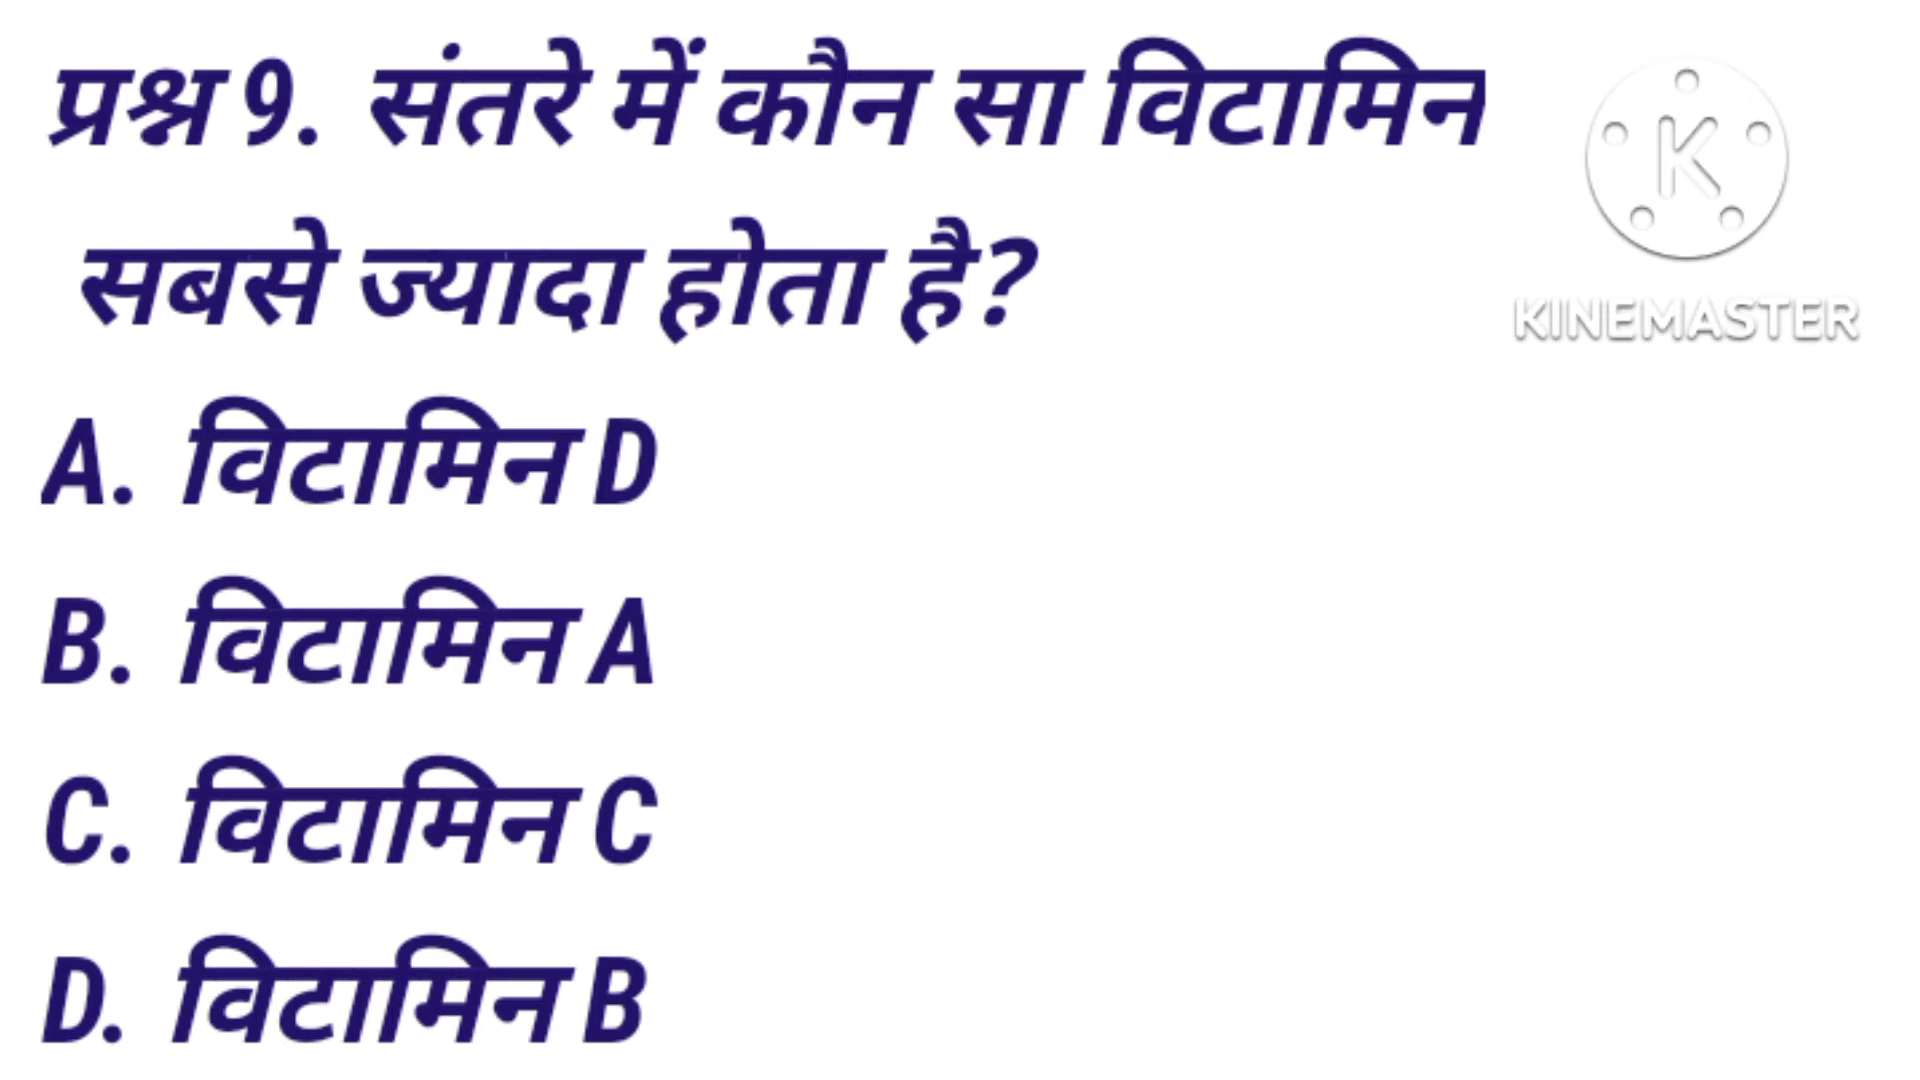 प्रश्न 9. संतरे में कौन सा विटामिन
सबसे ज्यादा होता है?
A. विटामिन D
B. विटामिन A
C. विटामिन C
D. विटामिन B
K
KINEMASTER